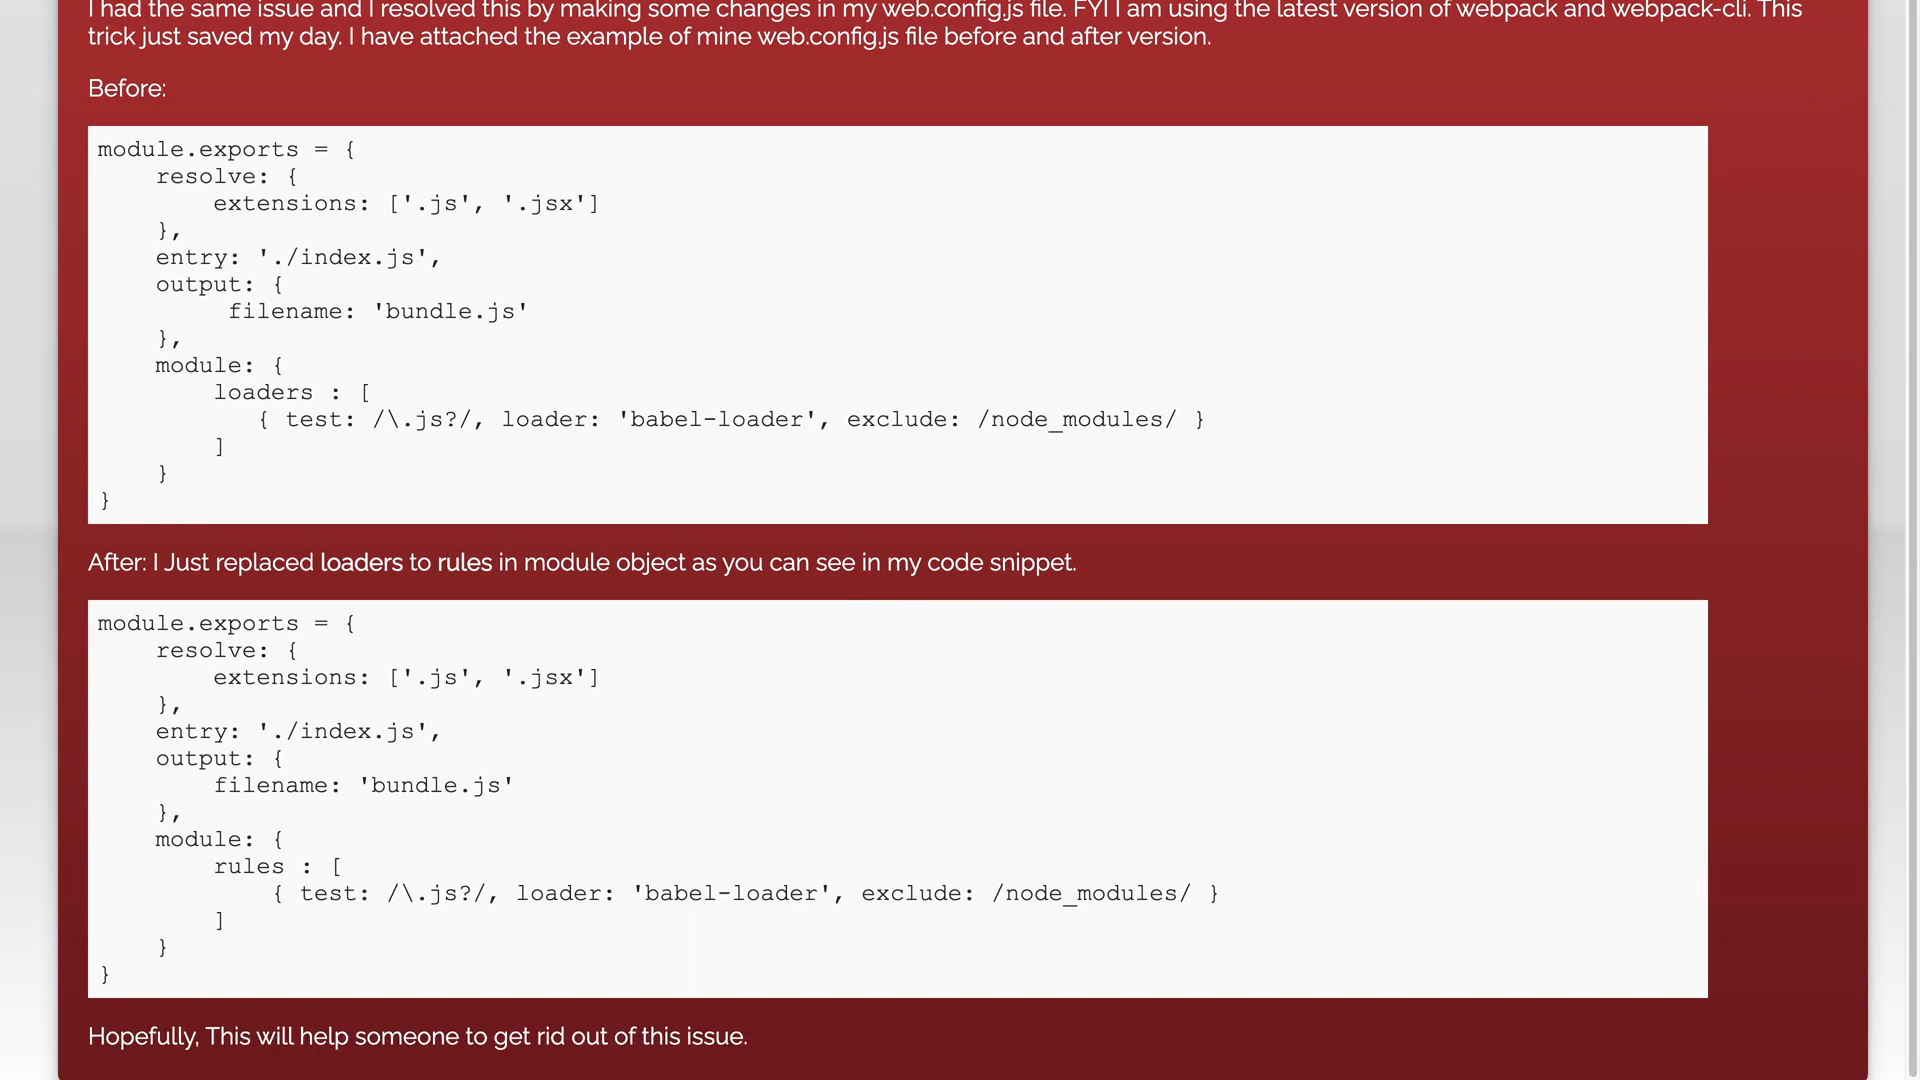 I had the same issue and I resolved this by making some changes in my web.config.js file. FYI I am using the latest version of webpack and webpack-cli. This
trick just saved my day. I have attached the example of mine web.config.js file before and after version.
Before:
module.exports = {
    resolve: {
        extensions: ['.js', '.jsx']
    },
    entry: './index.js',
    output: {
         filename: 'bundle.js'
    },
    module: {
        loaders : [
           { test: /\.js?/, loader: 'babel-loader', exclude: /node_modules/ }
        ]
    }
}
After: I Just replaced loaders to rules in module object as you can see in my code snippet.
module.exports = {
    resolve: {
        extensions: ['.js', '.jsx']
    },
    entry: './index.js',
    output: {
        filename: 'bundle.js'
    },
    module: {
        rules : [
            { test: /\.js?/, loader: 'babel-loader', exclude: /node_modules/ }
        ]
    }
}
Hopefully, This will help someone to get rid out of this issue.